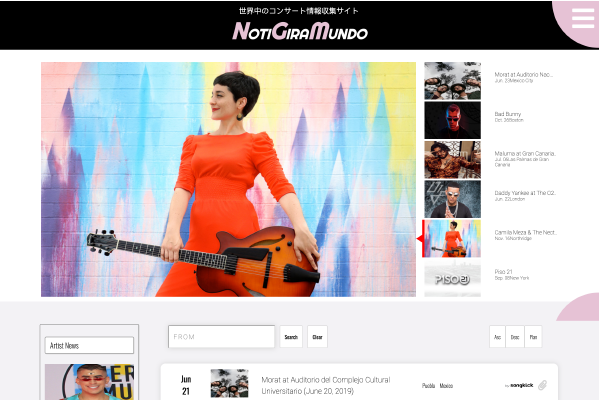 世界中のコンサート情報収集サイト
NotiGiraMundo
Morat at Auditorio Nac...
Jun. 23Mexico City
Bad Bunny
Oct. 26Boston
Maluma at Gran Canaria...
Jul. 06Las Palmas de Gran
Canaria
Daddy Yankee at The O2...
Jun. 22London
Camila Meza & The Nect...
Nov. 16Northridge
Piso 21
Sep. 06New York
PISO21
FROM
Search
Clear
Asc
Desc
Plan
Artist News
Jun
21
Morat at Auditorio del Complejo Cultural
Universitario (June 20, 2019)
Puebla Mexico
songkick